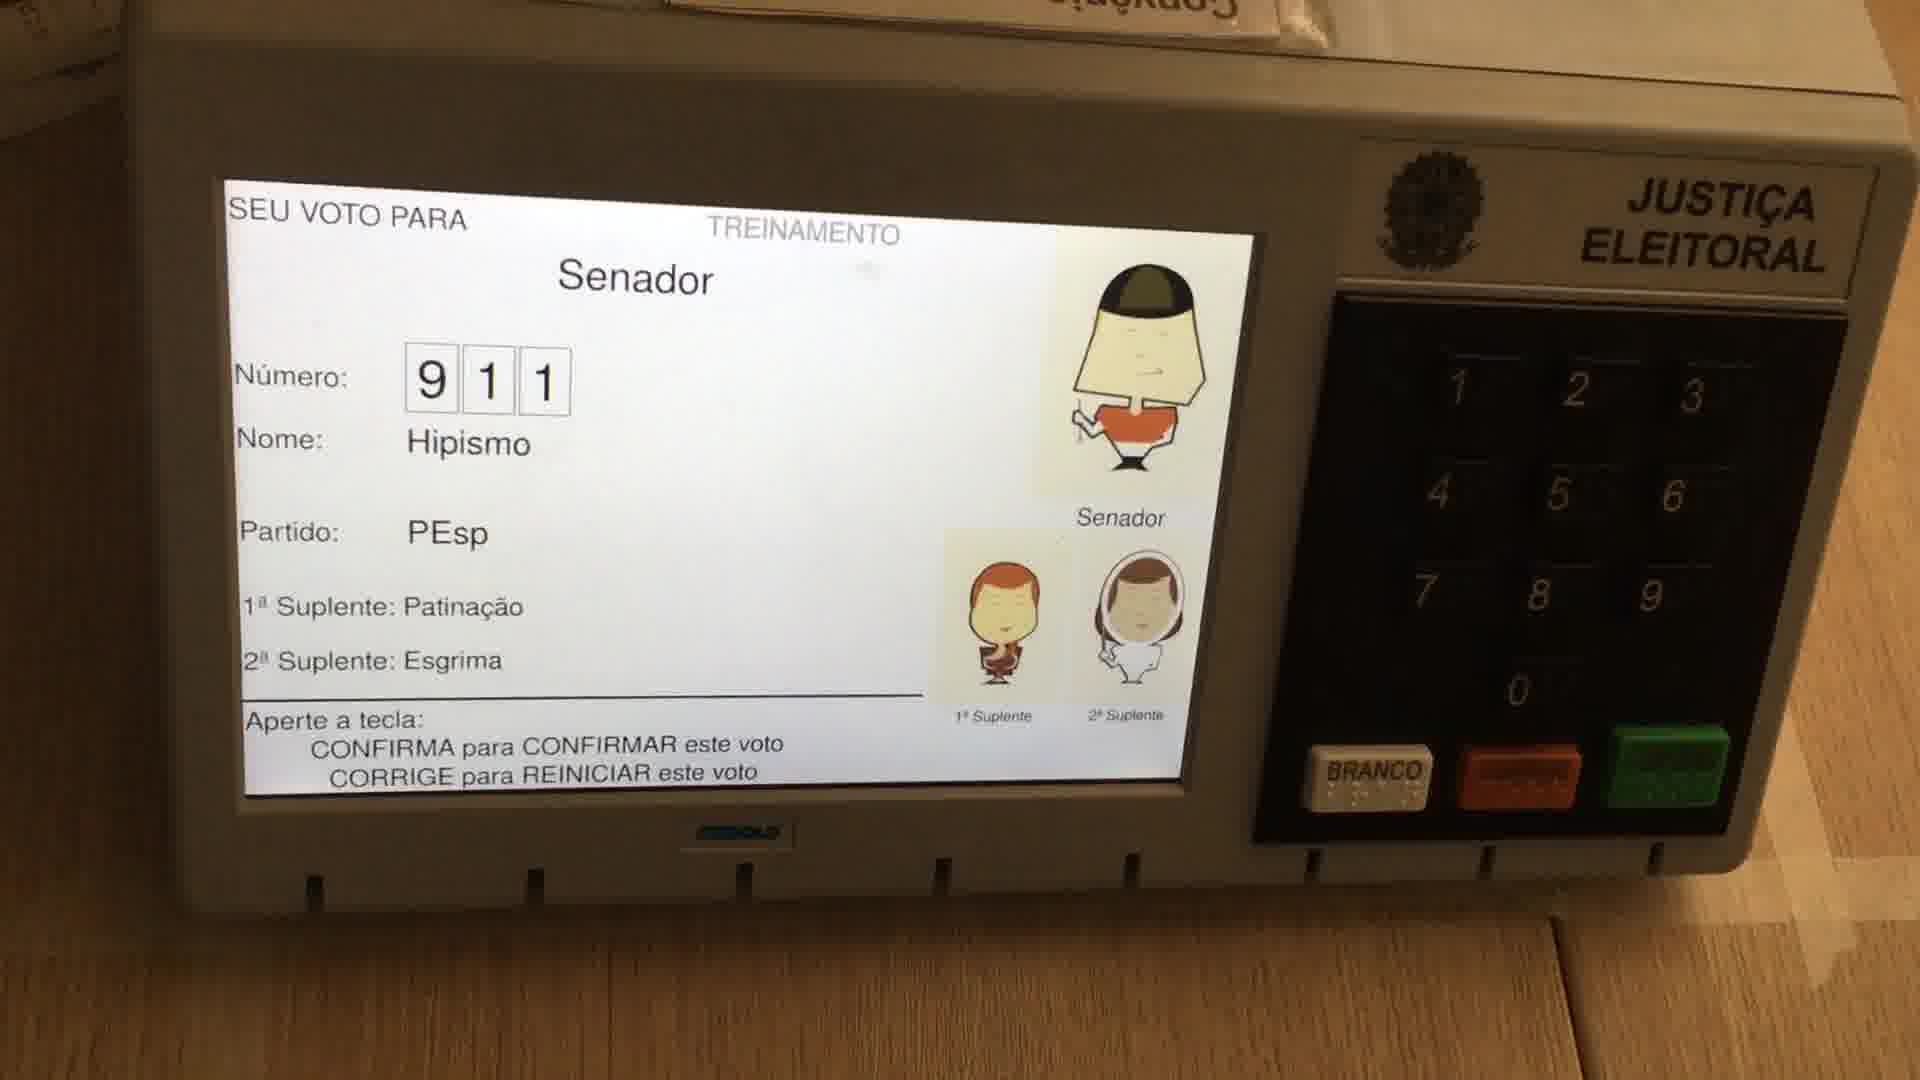 Convênio
JUSTIÇA
ELEITORAL
SEU VOTO PARA
TREINAMENTO
Senador
Número: 9 1 1
Nome: Hipismo
Partido: PEsp
1ª Suplente: Patinação
2ª Suplente: Esgrima
Senador
1ª Suplente
2ª Suplente
Aperte a tecla:
CONFIRMA para CONFIRMAR este voto
CORRIGE para REINICIAR este voto
1 2 3
4 5 6
7 8 9
0
BRANCO